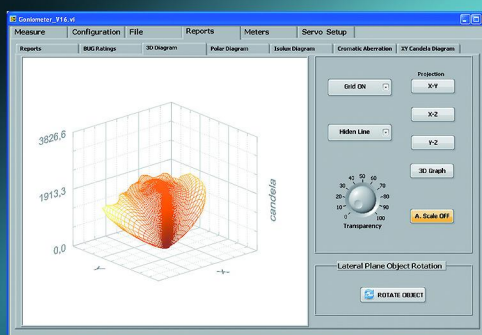 Goniometer_V16.vi
Measure Configuration File Reports Meters Servo Setup
Reports BUG Ratings 3D Diagram Polar Diagram Isolux Diagram Cromatic Aberration XY Candela Diagram
Projection
Grid ON X-Y
X-Z
Hiden Line
Y-Z
3D Graph
3826,6
1913,3
0,0
candela
0 10 20 30 40 50 60 70 80 90 100
Transparency
A. Scale Off
Lateral Plane Object Rotation
ROTATE OBJECT